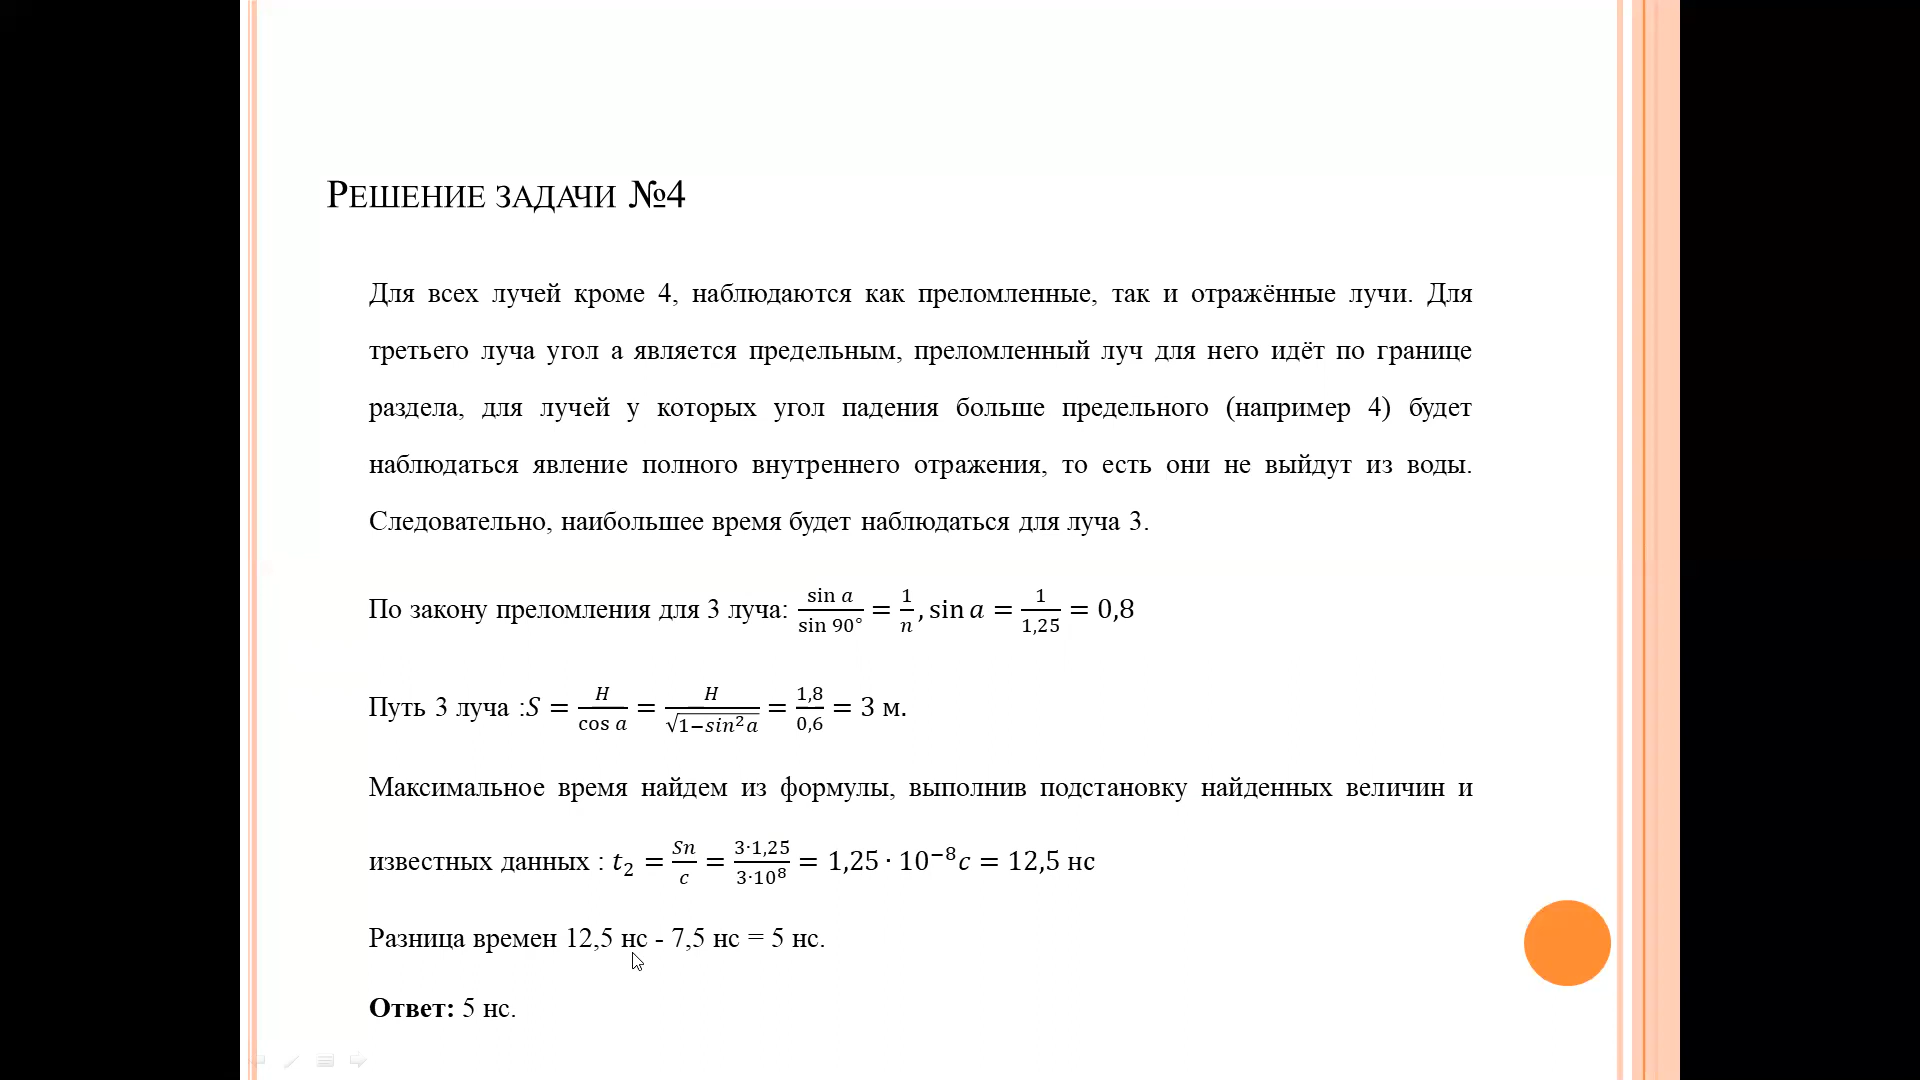 Решение задачи №4
Для всех лучей кроме 4, наблюдаются как преломленные, так и отражённые лучи. Для
третьего луча угол a является предельным, преломленный луч для него идёт по границе
раздела, для лучей у которых угол падения больше предельного (например 4) будет
наблюдаться явление полного внутреннего отражения, то есть они не выйдут из воды.
Следовательно, наибольшее время будет наблюдаться для луча 3.
По закону преломления для 3 луча: sin a / sin 90° = 1/n, sin a = 1/1,25 = 0,8
Путь 3 луча :S = H/cos a = H/√(1−sin²a) = 1,8/0,6 = 3 м.
Максимальное время найдем из формулы, выполнив подстановку найденных величин и
известных данных : t₂ = Sn/c = 3·1,25/3·10⁸ = 1,25 · 10⁻⁸c = 12,5 нс
Разница времен 12,5 нс - 7,5 нс = 5 нс.
Ответ: 5 нс.